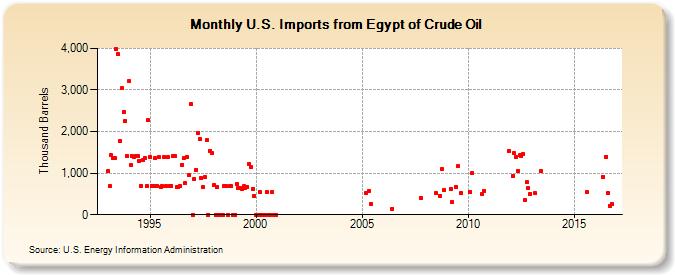 Monthly U.S. Imports from Egypt of Crude Oil
Thousand Barrels
4,000
3,000
2,000
1,000
0
1995 2000 2005 2010 2015
Source: U.S. Energy Information Administration